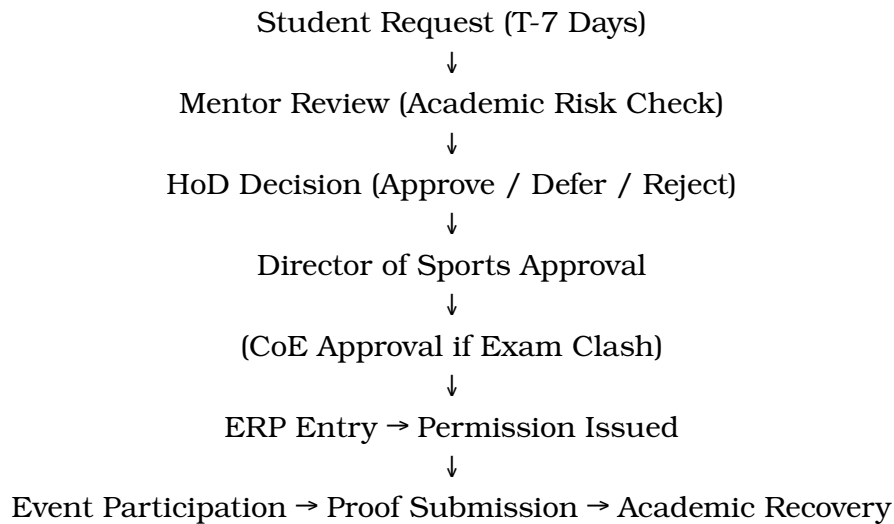 Student Request (T-7 Days)
↓
Mentor Review (Academic Risk Check)
↓
HoD Decision (Approve / Defer / Reject)
↓
Director of Sports Approval
↓
(CoE Approval if Exam Clash)
↓
ERP Entry → Permission Issued
↓
Event Participation → Proof Submission → Academic Recovery